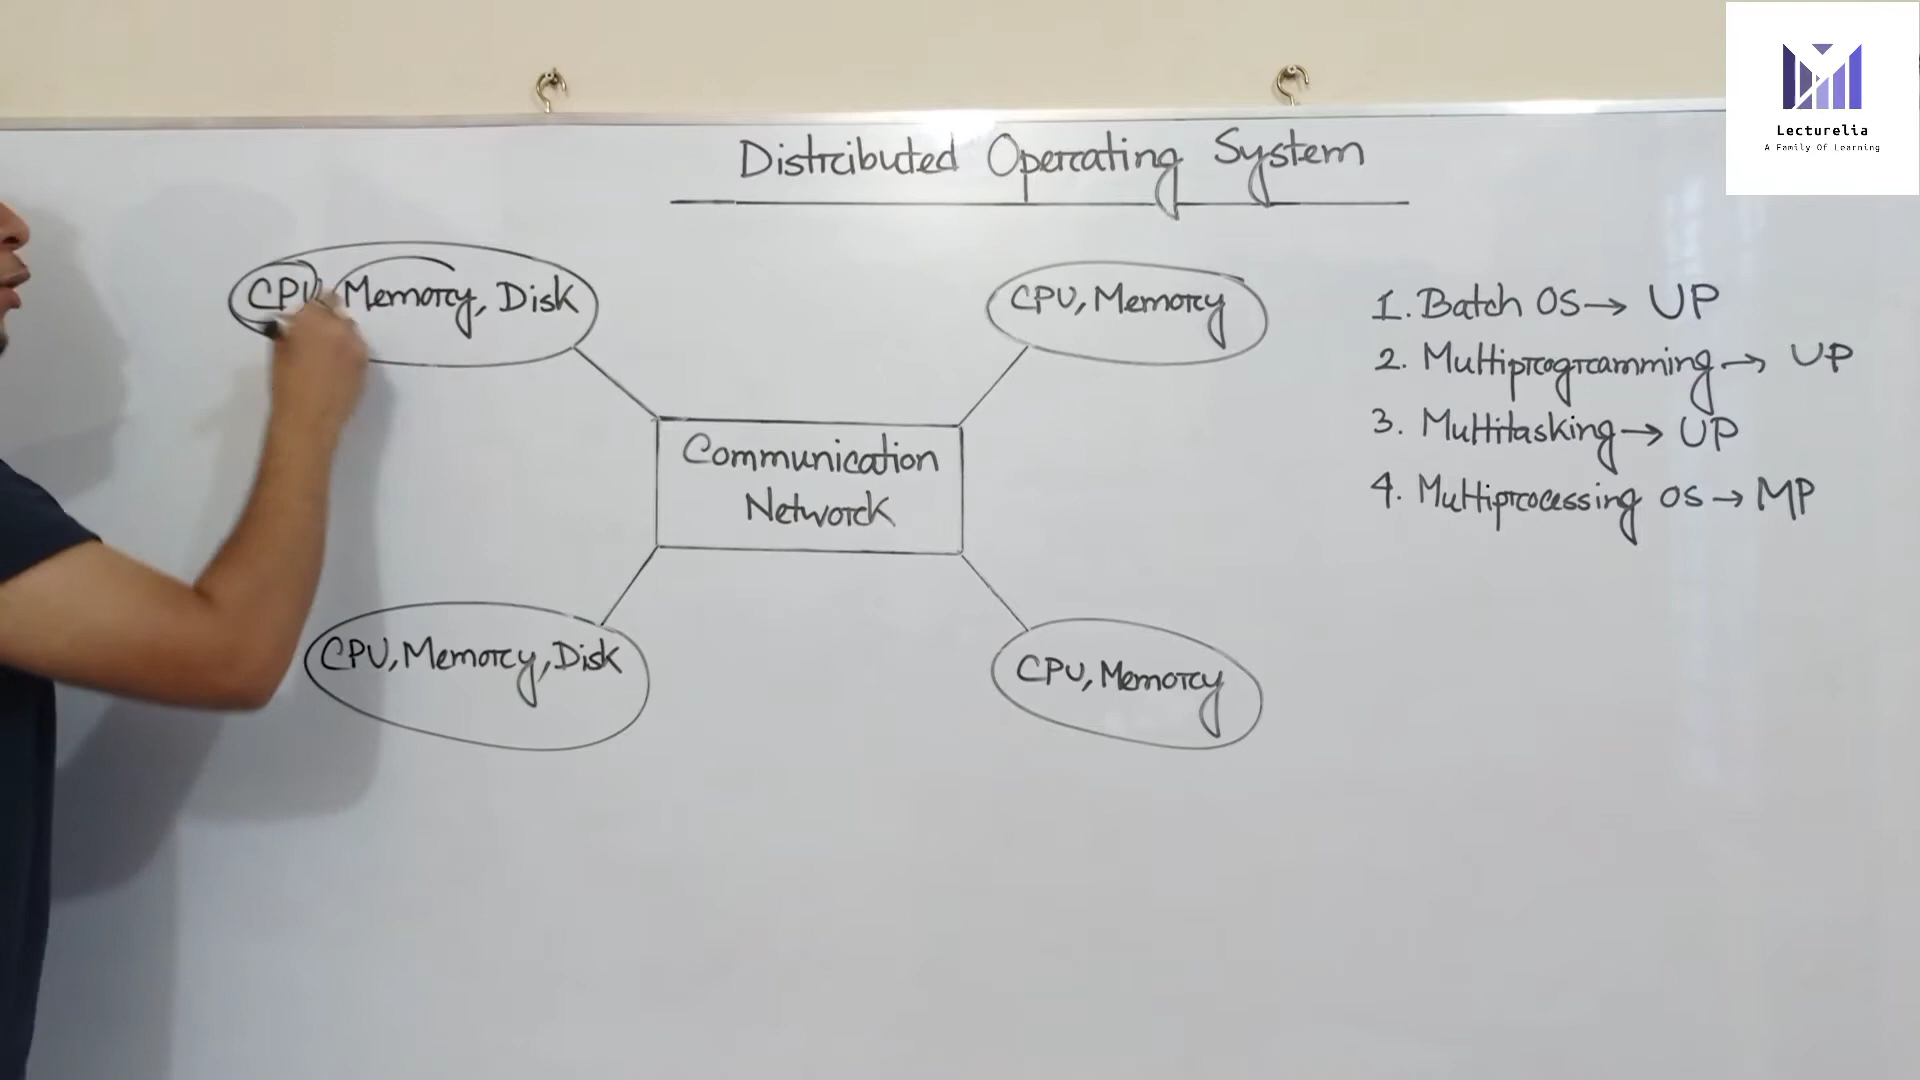 Lecturelia
A Family Of Learning
Distributed Operating System
CPU, Memory, Disk
CPU, Memory
Communication
Network
CPU, Memory, Disk
CPU, Memory
1. Batch OS → UP
2. Multiprogramming → UP
3. Multitasking → UP
4. Multiprocessing OS → MP